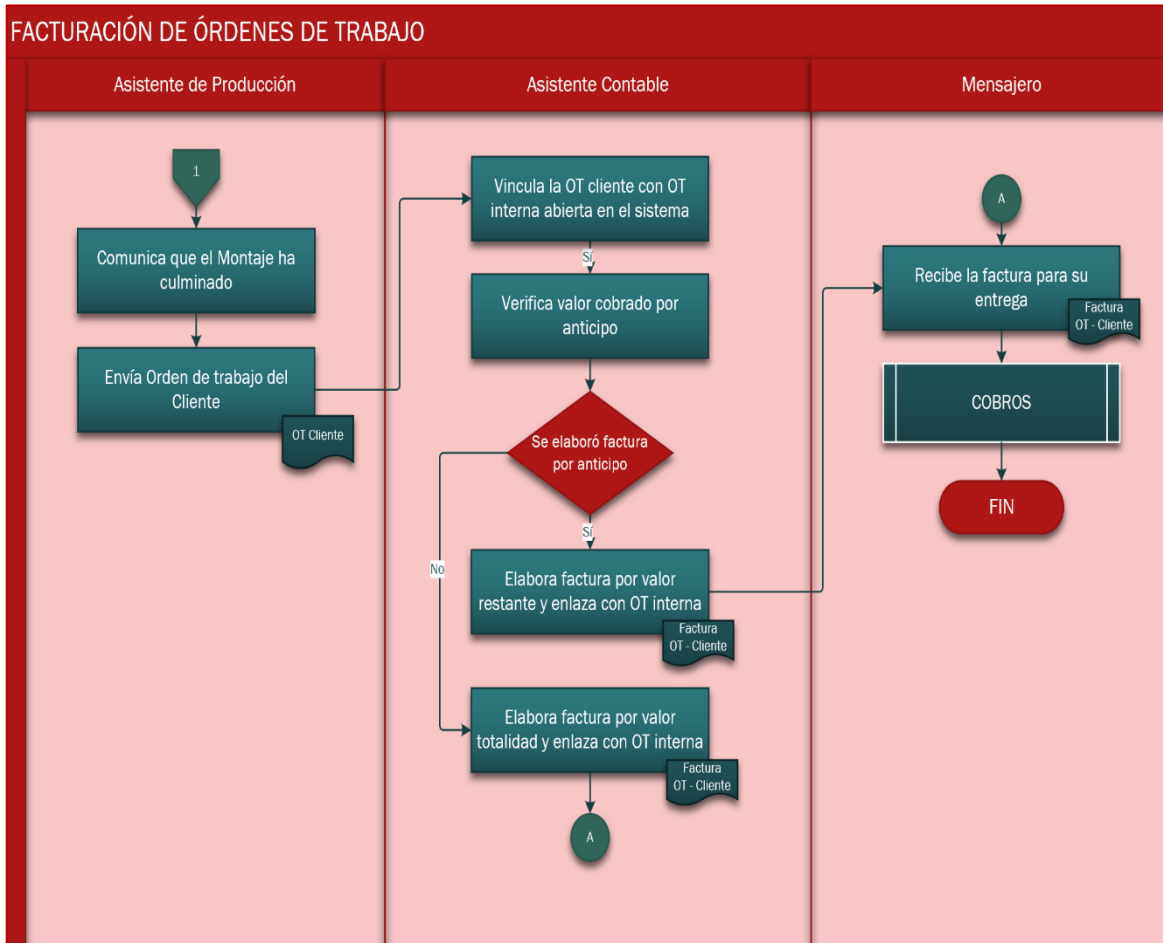 FACTURACIÓN DE ÓRDENES DE TRABAJO
Asistente de Producción
Asistente Contable
Mensajero
1
Comunica que el Montaje ha
culminado
Envía Orden de trabajo del
Cliente
OT Cliente
Vincula la OT cliente con OT
interna abierta en el sistema
Sí
Verifica valor cobrado por
anticipo
Se elaboró factura
por anticipo
Sí
No
Elabora factura por valor
restante y enlaza con OT interna
Factura
OT - Cliente
Elabora factura por valor
totalidad y enlaza con OT interna
Factura
OT - Cliente
A
A
Recibe la factura para su
entrega
Factura
OT - Cliente
COBROS
FIN